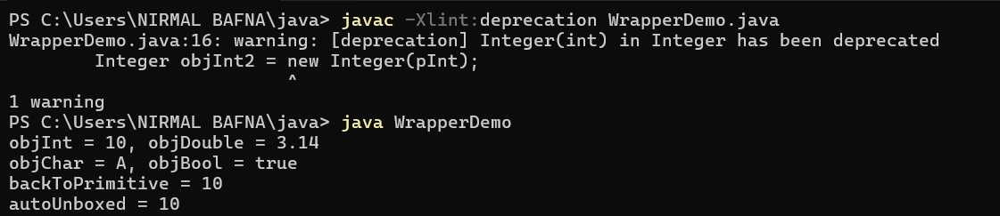 PS C:\Users\NIRMAL BAFNA\java> javac -Xlint:deprecation WrapperDemo.java
WrapperDemo.java:16: warning: [deprecation] Integer(int) in Integer has been deprecated
        Integer objInt2 = new Integer(pInt);
                          ^
1 warning
PS C:\Users\NIRMAL BAFNA\java> java WrapperDemo
objInt = 10, objDouble = 3.14
objChar = A, objBool = true
backToPrimitive = 10
autoUnboxed = 10